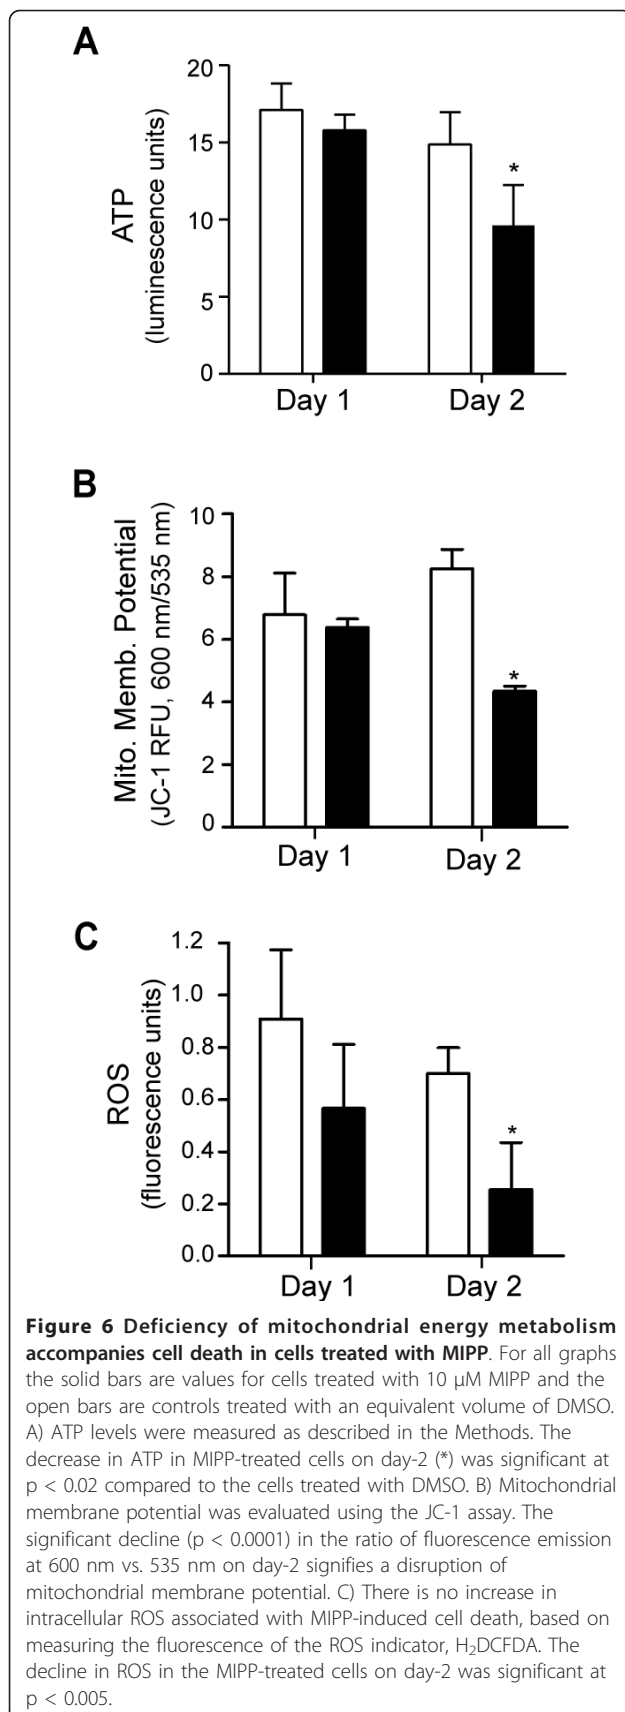 A
20
15
10
5
0
ATP
(luminescence units)
*
Day 1
Day 2
B
10
8
6
4
2
0
Mito. Memb. Potential
(JC-1 RFU, 600 nm/535 nm)
*
Day 1
Day 2
C
1.2
1.0
0.8
0.6
0.4
0.2
0.0
ROS
(fluorescence units)
*
Day 1
Day 2
Figure 6 Deficiency of mitochondrial energy metabolism
accompanies cell death in cells treated with MIPP. For all graphs
the solid bars are values for cells treated with 10 μM MIPP and the
open bars are controls treated with an equivalent volume of DMSO.
A) ATP levels were measured as described in the Methods. The
decrease in ATP in MIPP-treated cells on day-2 (*) was significant at
p < 0.02 compared to the cells treated with DMSO. B) Mitochondrial
membrane potential was evaluated using the JC-1 assay. The
significant decline (p < 0.0001) in the ratio of fluorescence emission
at 600 nm vs. 535 nm on day-2 signifies a disruption of
mitochondrial membrane potential. C) There is no increase in
intracellular ROS associated with MIPP-induced cell death, based on
measuring the fluorescence of the ROS indicator, H₂DCFDA. The
decline in ROS in the MIPP-treated cells on day-2 was significant at
p < 0.005.